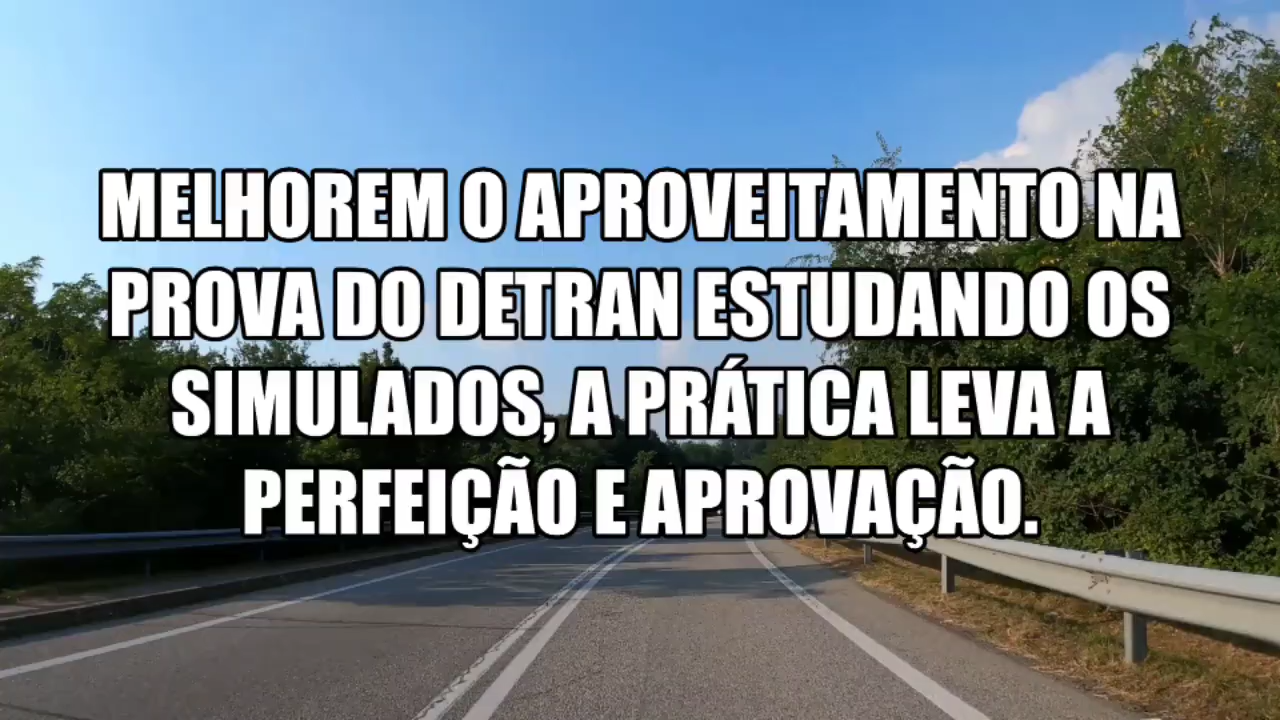 MELHOREM O APROVEITAMENTO NA
PROVA DO DETRAN ESTUDANDO OS
SIMULADOS, A PRÁTICA LEVA A
PERFEIÇÃO E APROVAÇÃO.